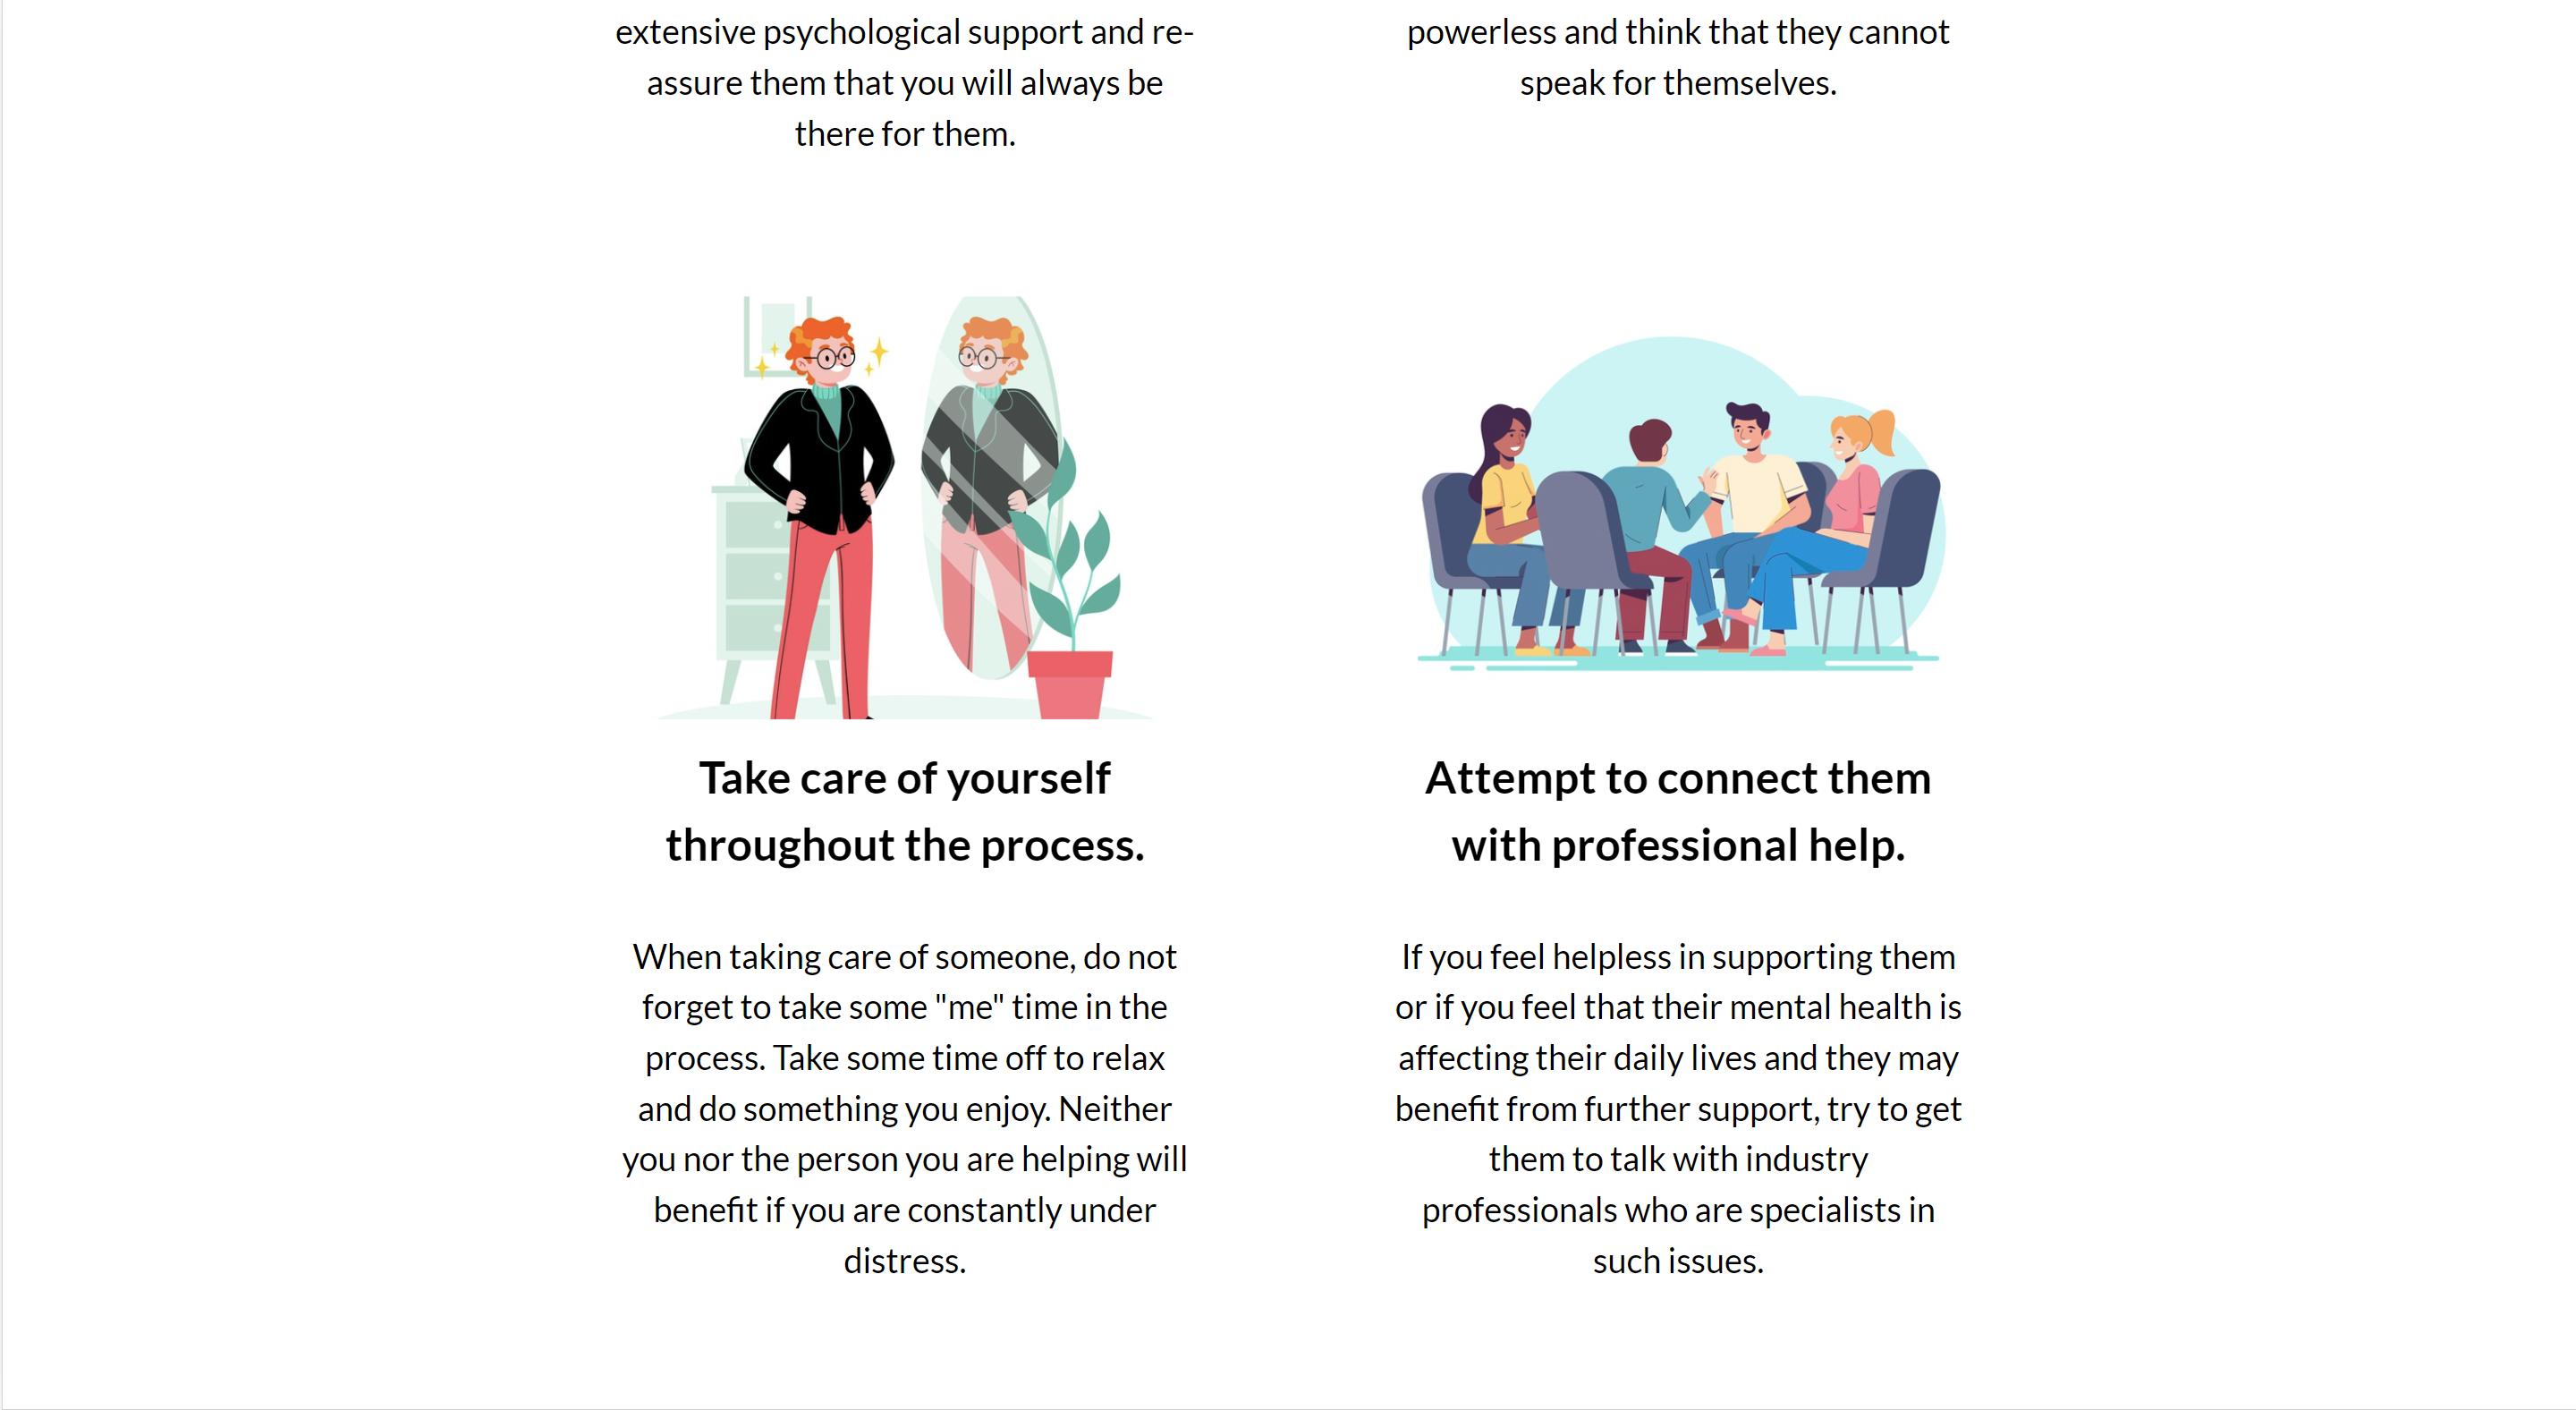 extensive psychological support and re-
assure them that you will always be
there for them.
powerless and think that they cannot
speak for themselves.
Take care of yourself
throughout the process.
When taking care of someone, do not
forget to take some "me" time in the
process. Take some time off to relax
and do something you enjoy. Neither
you nor the person you are helping will
benefit if you are constantly under
distress.
Attempt to connect them
with professional help.
If you feel helpless in supporting them
or if you feel that their mental health is
affecting their daily lives and they may
benefit from further support, try to get
them to talk with industry
professionals who are specialists in
such issues.